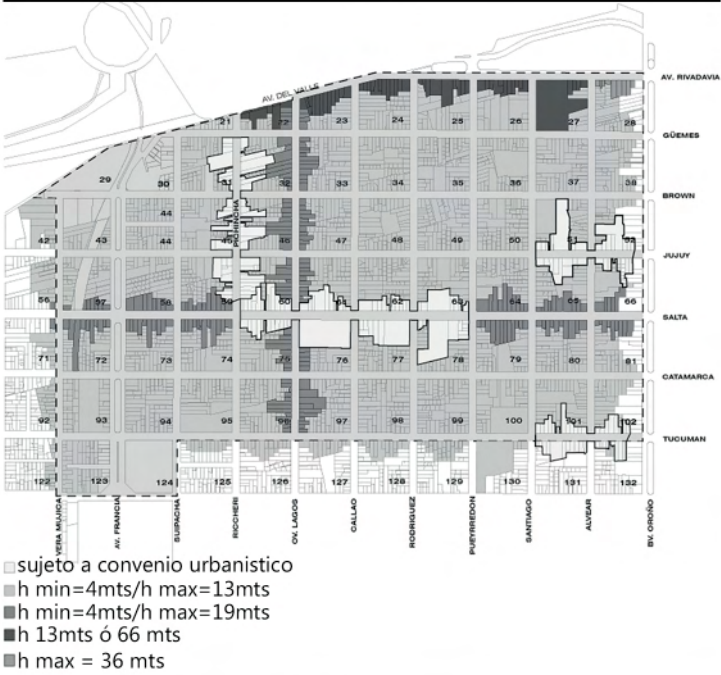 AV. RIVADAVIA
AV. DEL VALLE
21 22 23 24 25 26 27 28
GÜEMES
29 30 31 32 33 34 35 36 37 38
BROWN
PICHINCHA
44
42 43 44 45 46 47 48 49 50 51 52
JUJUY
56 57 58 59 60 61 62 63 64 65 66
SALTA
71 72 73 74 75 76 77 78 79 80 81
CATAMARCA
92 93 94 95 96 97 98 99 100 101 102
TUCUMAN
122 123 124 125 126 127 128 129 130 131 132
VERA MUJICA
AV. FRANCIA
SUIPACHA
RICCHERI
OV. LAGOS
CALLAO
RODRIGUEZ
PUEYRREDON
SANTIAGO
ALVEAR
BV. OROÑO
sujeto a convenio urbanistico
h min=4mts/h max=13mts
h min=4mts/h max=19mts
h 13mts ó 66 mts
h max = 36 mts